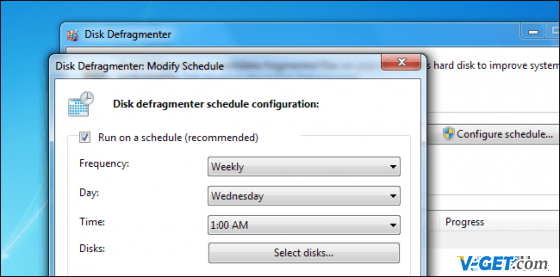 Disk Defragmenter
Disk Defragmenter: Modify Schedule
s hard disk to improve system
Disk defragmenter schedule configuration:
Run on a schedule (recommended)
Configure schedule...
Frequency:
Weekly
Day:
Wednesday
Time:
1:00 AM
Progress
Disks:
Select disks...
V-GET.com